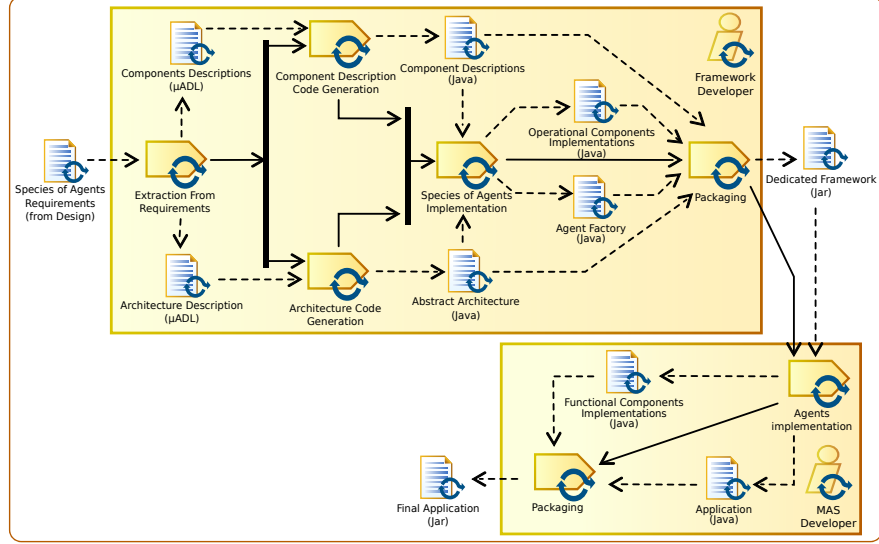 Components Descriptions
(µADL)
Component Description
Code Generation
Component Descriptions
(Java)
Framework
Developer
Operational Components
Implementations
(Java)
Species of Agents
Requirements
(from Design)
Extraction From
Requirements
Species of Agents
Implementation
Packaging
Dedicated Framework
(Jar)
Agent Factory
(Java)
Architecture Description
(µADL)
Architecture Code
Generation
Abstract Architecture
(Java)
Functional Components
Implementations
(Java)
Agents
implementation
Final Application
(Jar)
Packaging
Application
(Java)
MAS
Developer